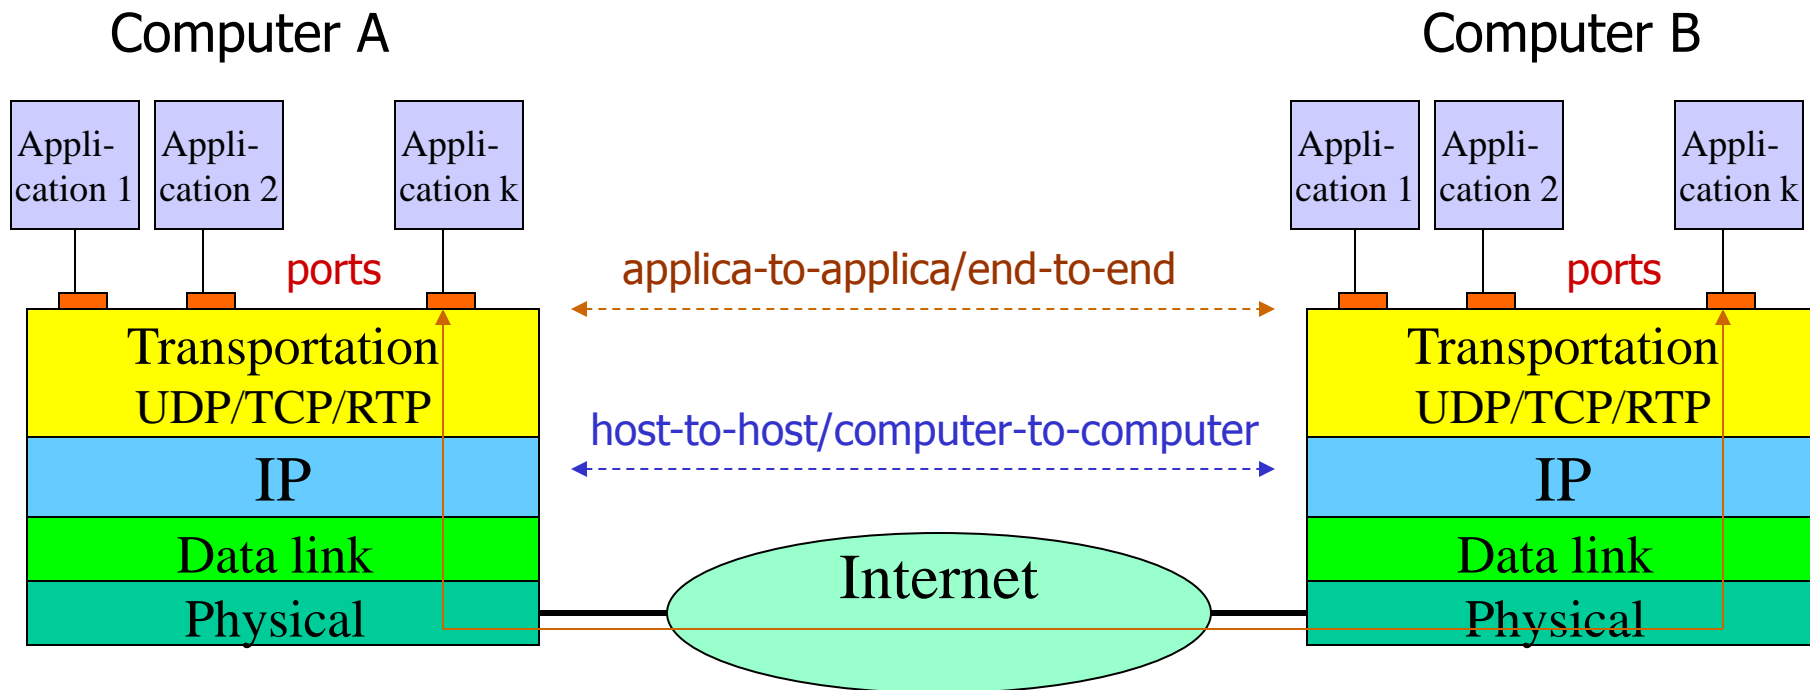 Computer A
Computer B
Appli-
cation 1
Appli-
cation 2
Appli-
cation k
Appli-
cation 1
Appli-
cation 2
Appli-
cation k
ports
applica-to-applica/end-to-end
ports
Transportation
UDP/TCP/RTP
Transportation
UDP/TCP/RTP
host-to-host/computer-to-computer
IP
IP
Data link
Data link
Internet
Physical
Physical